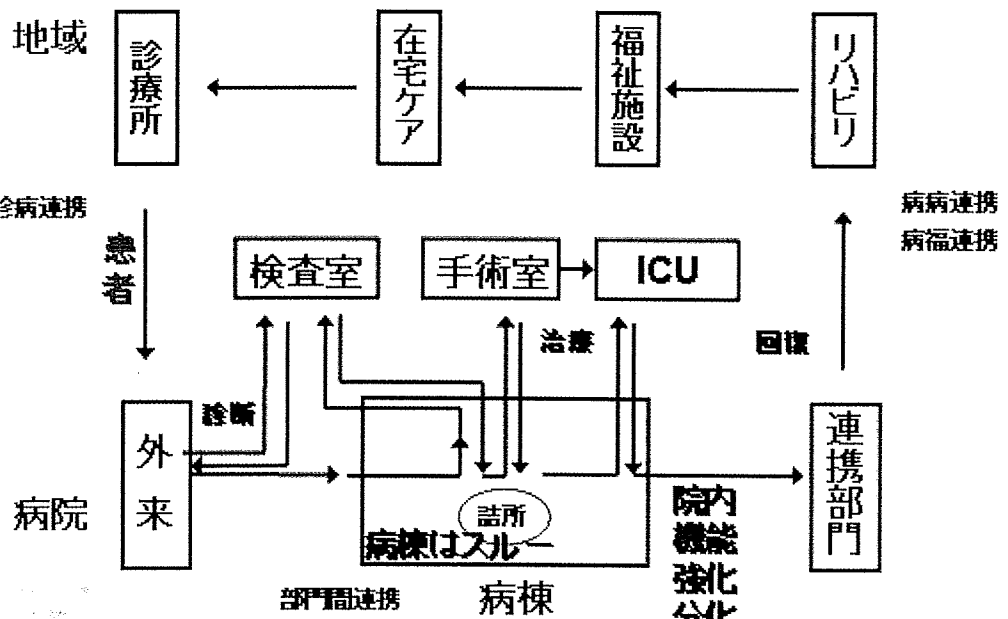 地域
診療所
在宅ケア
福祉施設
リハビリ
病連携
病病連携
病福連携
患者
検査室
手術室
ICU
治療
回復
診断
外来
連携部門
病院
詰所
病棟はスルー
院内
機能
強化
分化
部門間連携
病棟